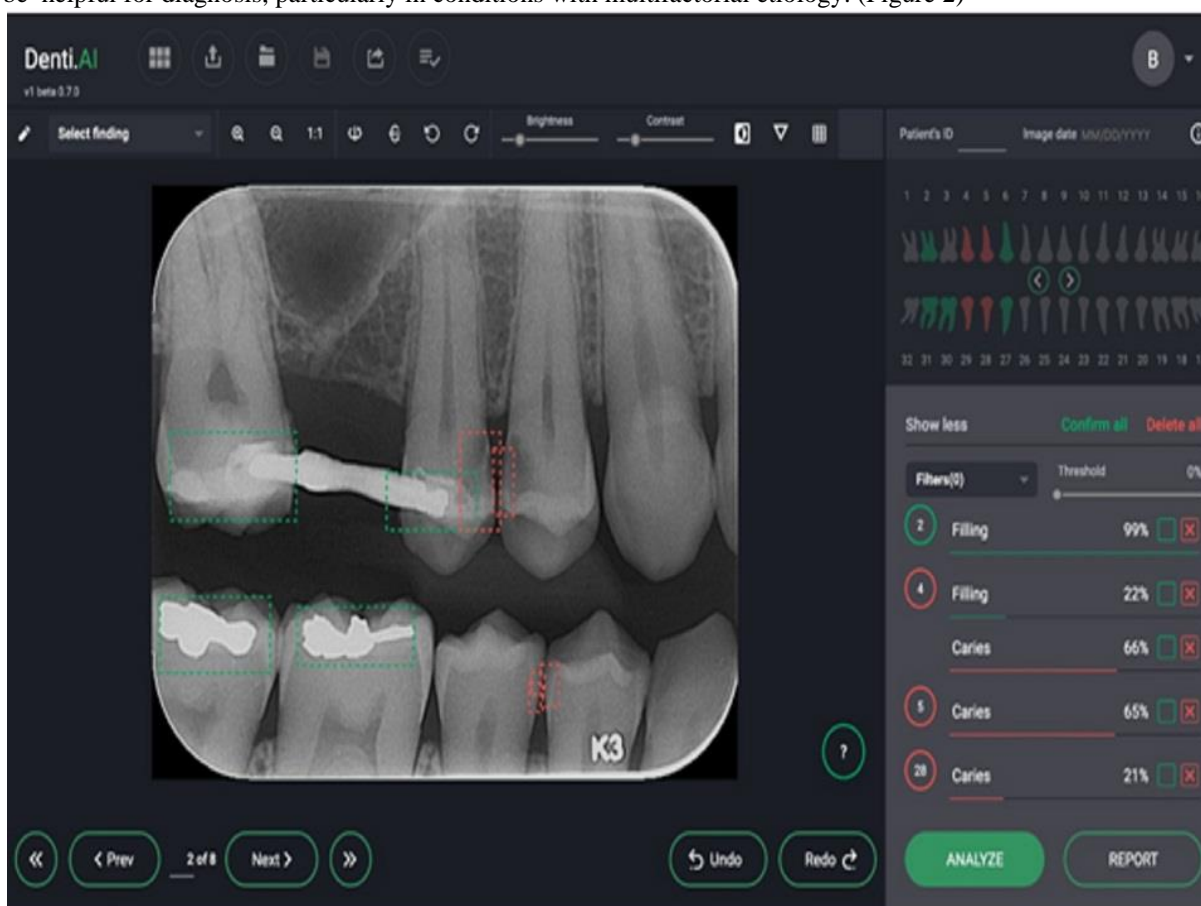 be helpful for diagnosis, particularly in conditions with multifactorial etiology. (Figure 2)
Denti.AI
v1 beta 0.7.0
B
Select finding
1:1
Brightness
Contrast
Patient's ID
Image date MM/DD/YYYY
1 2 3 4 5 6 7 8 9 10 11 12 13 14 15
32 31 30 29 28 27 26 25 24 23 22 21 20 19 18
Show less
Confirm all
Delete all
Filters(0)
Threshold
0%
2 Filling 99%
4 Filling 22%
Caries 66%
5 Caries 65%
28 Caries 21%
K3
?
Prev
2 of 8
Next
Undo
Redo
ANALYZE
REPORT